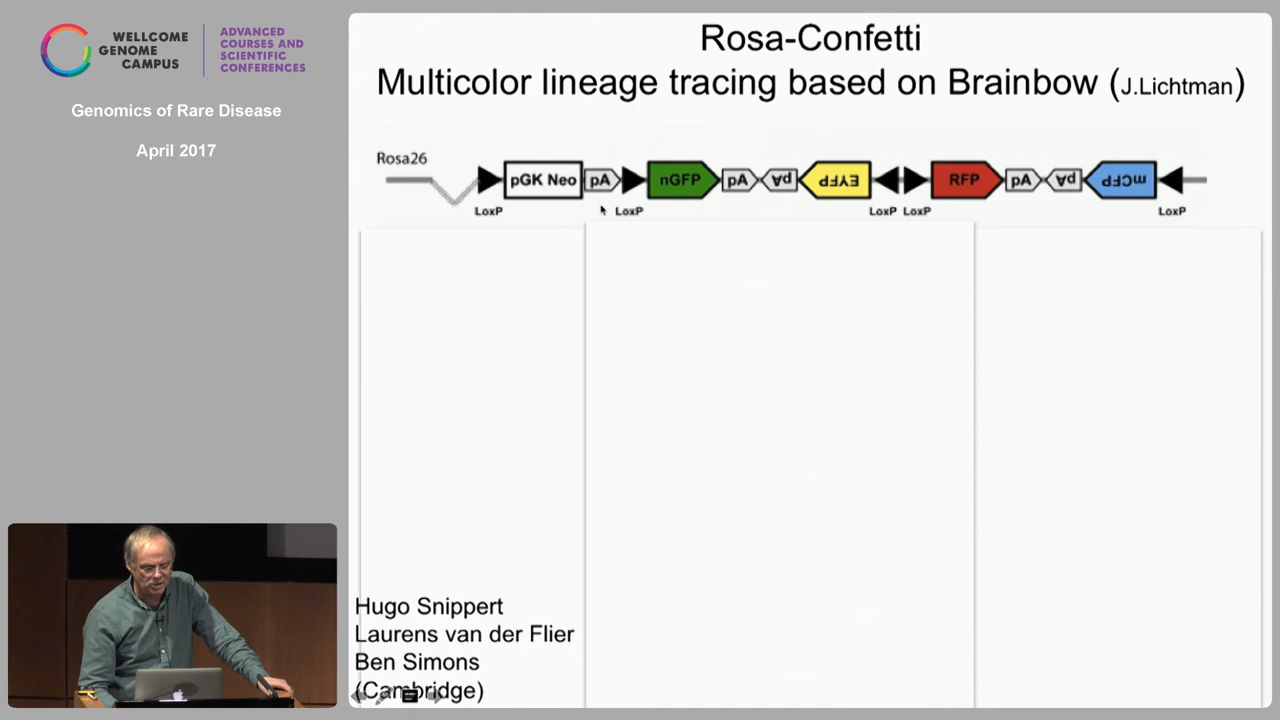 WELLCOME
GENOME
CAMPUS
ADVANCED
COURSES AND
SCIENTIFIC
CONFERENCES
Genomics of Rare Disease
April 2017
Rosa-Confetti
Multicolor lineage tracing based on Brainbow (J.Lichtman)
Rosa26
pGK Neo pA nGFP pA pA EYFP RFP pA pA mCFP
LoxP LoxP LoxP LoxP LoxP
Hugo Snippert
Laurens van der Flier
Ben Simons
(Cambridge)